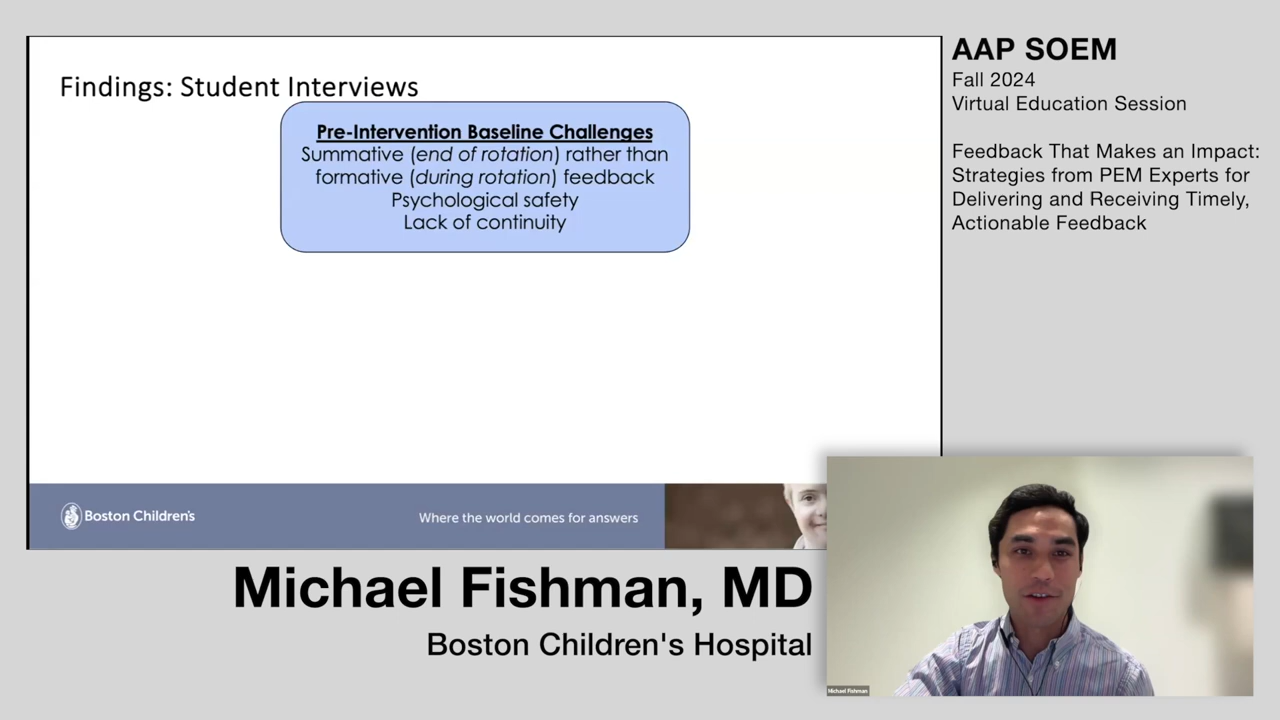 Findings: Student Interviews
Pre-Intervention Baseline Challenges
Summative (end of rotation) rather than
formative (during rotation) feedback
Psychological safety
Lack of continuity
Boston Children's
Where the world comes for answers
AAP SOEM
Fall 2024
Virtual Education Session
Feedback That Makes an Impact:
Strategies from PEM Experts for
Delivering and Receiving Timely,
Actionable Feedback
Michael Fishman, MD
Boston Children's Hospital
Michael Fishman